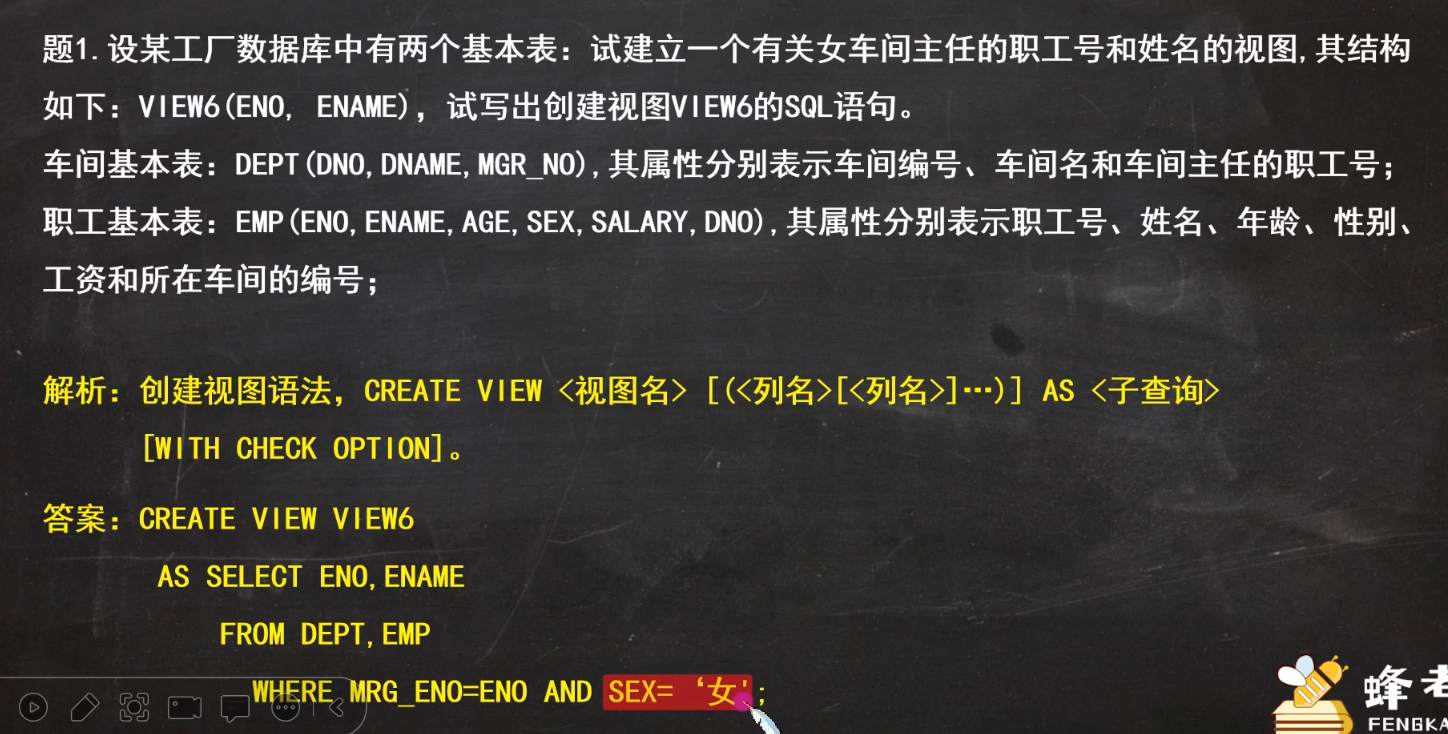 题1.设某工厂数据库中有两个基本表：试建立一个有关女车间主任的职工号和姓名的视图,其结构
如下：VIEW6(ENO, ENAME)，试写出创建视图VIEW6的SQL语句。
车间基本表：DEPT(DNO,DNAME,MGR_NO),其属性分别表示车间编号、车间名和车间主任的职工号；
职工基本表：EMP(ENO,ENAME,AGE,SEX,SALARY,DNO),其属性分别表示职工号、姓名、年龄、性别、
工资和所在车间的编号；
解析：创建视图语法，CREATE VIEW <视图名> [(<列名>[<列名>]…)] AS <子查询>
[WITH CHECK OPTION]。
答案：CREATE VIEW VIEW6
AS SELECT ENO,ENAME
FROM DEPT,EMP
WHERE MRG_ENO=ENO AND SEX= ‘女';
蜂老
FENGKA